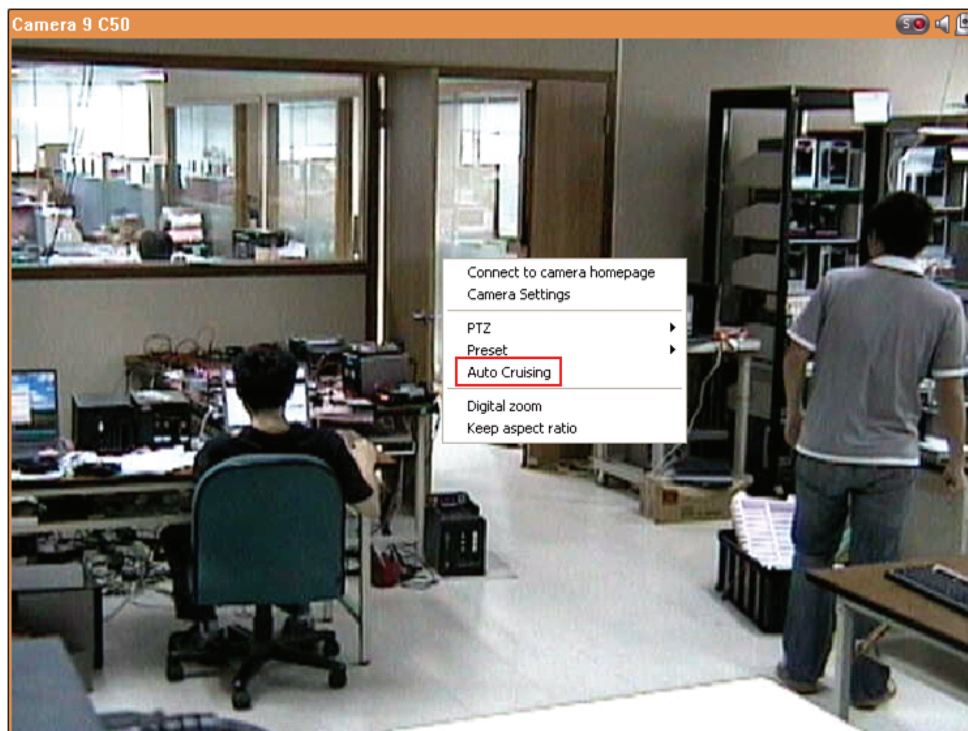 Camera 9 C50
S
Connect to camera homepage
Camera Settings
PTZ
Preset
Auto Cruising
Digital zoom
Keep aspect ratio